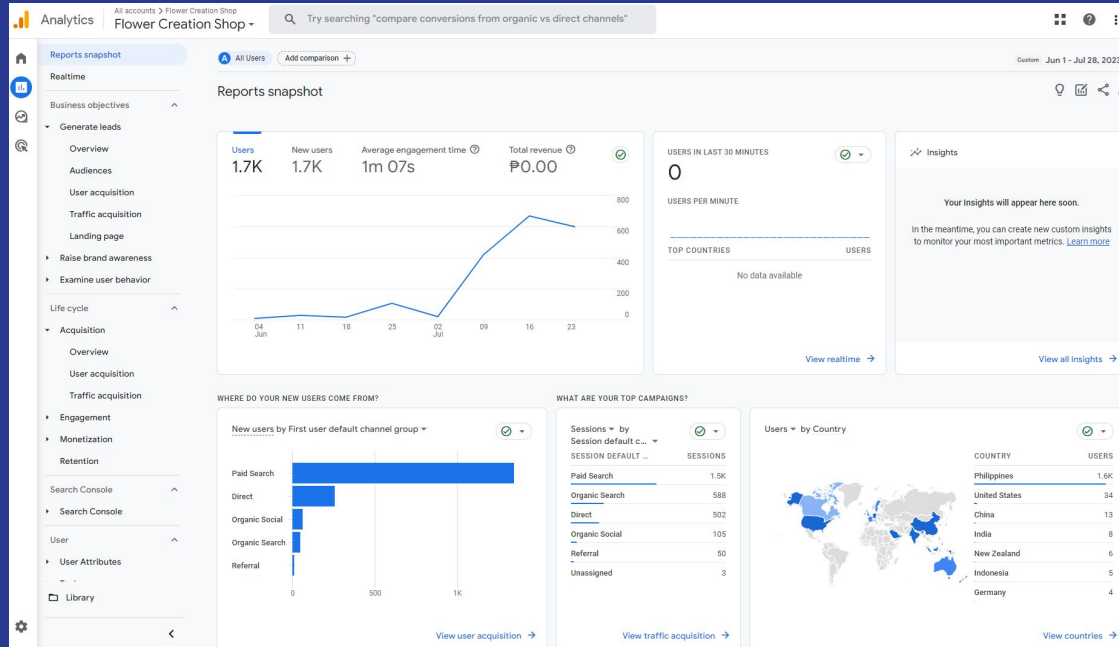 Analytics
All accounts > Flower Creation Shop
Flower Creation Shop
Try searching "compare conversions from organic vs direct channels"
Reports snapshot
Realtime
Business objectives
Generate leads
Overview
Audiences
User acquisition
Traffic acquisition
Landing page
Raise brand awareness
Examine user behavior
Life cycle
Acquisition
Overview
User acquisition
Traffic acquisition
Engagement
Monetization
Retention
Search Console
Search Console
User
User Attributes
Library
A All Users
Add comparison +
Custom Jun 1 - Jul 28, 2023
Reports snapshot
Users New users Average engagement time Total revenue
1.7K 1.7K 1m 07s ₱0.00
800
600
400
200
0
04 11 18 25 02 09 16 23
Jun Jul
USERS IN LAST 30 MINUTES
0
USERS PER MINUTE
TOP COUNTRIES USERS
No data available
View realtime →
Insights
Your Insights will appear here soon.
In the meantime, you can create new custom insights
to monitor your most important metrics. Learn more
View all insights →
WHERE DO YOUR NEW USERS COME FROM?
New users by First user default channel group
Paid Search
Direct
Organic Social
Organic Search
Referral
0 500 1K
View user acquisition →
WHAT ARE YOUR TOP CAMPAIGNS?
Sessions by
Session default c...
SESSION DEFAULT ... SESSIONS
Paid Search 1.5K
Organic Search 588
Direct 502
Organic Social 105
Referral 50
Unassigned 3
View traffic acquisition →
Users by Country
COUNTRY USERS
Philippines 1.6K
United States 34
China 13
India 8
New Zealand 6
Indonesia 5
Germany 4
View countries →